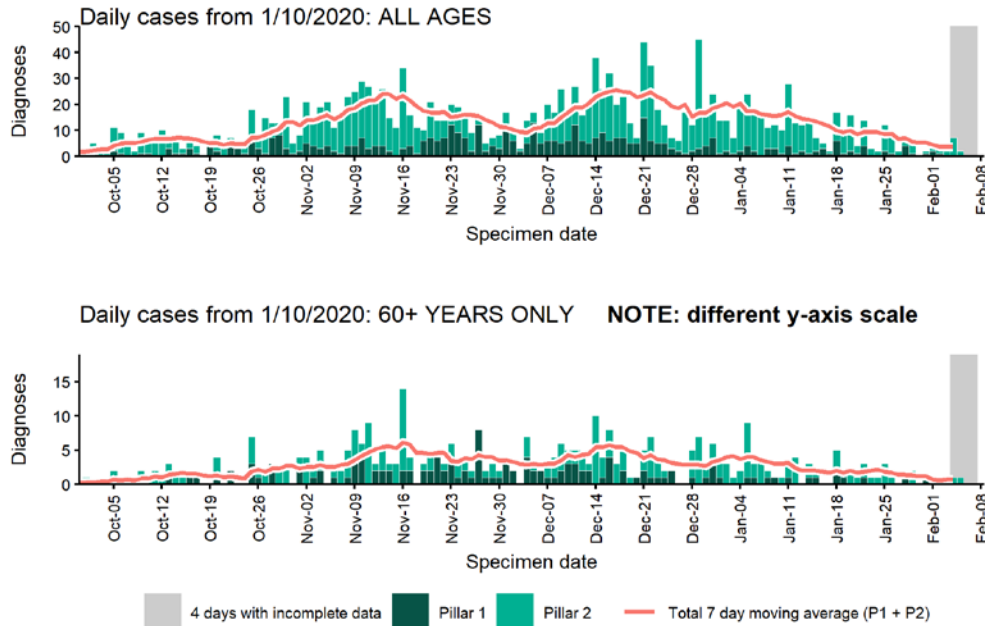 Daily cases from 1/10/2020: ALL AGES
50
40
30
20
10
0
Diagnoses
Oct-05 Oct-12 Oct-19 Oct-26 Nov-02 Nov-09 Nov-16 Nov-23 Nov-30 Dec-07 Dec-14 Dec-21 Dec-28 Jan-04 Jan-11 Jan-18 Jan-25 Feb-01 Feb-08
Specimen date
Daily cases from 1/10/2020: 60+ YEARS ONLY NOTE: different y-axis scale
15
10
5
0
Diagnoses
Oct-05 Oct-12 Oct-19 Oct-26 Nov-02 Nov-09 Nov-16 Nov-23 Nov-30 Dec-07 Dec-14 Dec-21 Dec-28 Jan-04 Jan-11 Jan-18 Jan-25 Feb-01 Feb-08
Specimen date
4 days with incomplete data Pillar 1 Pillar 2 Total 7 day moving average (P1 + P2)